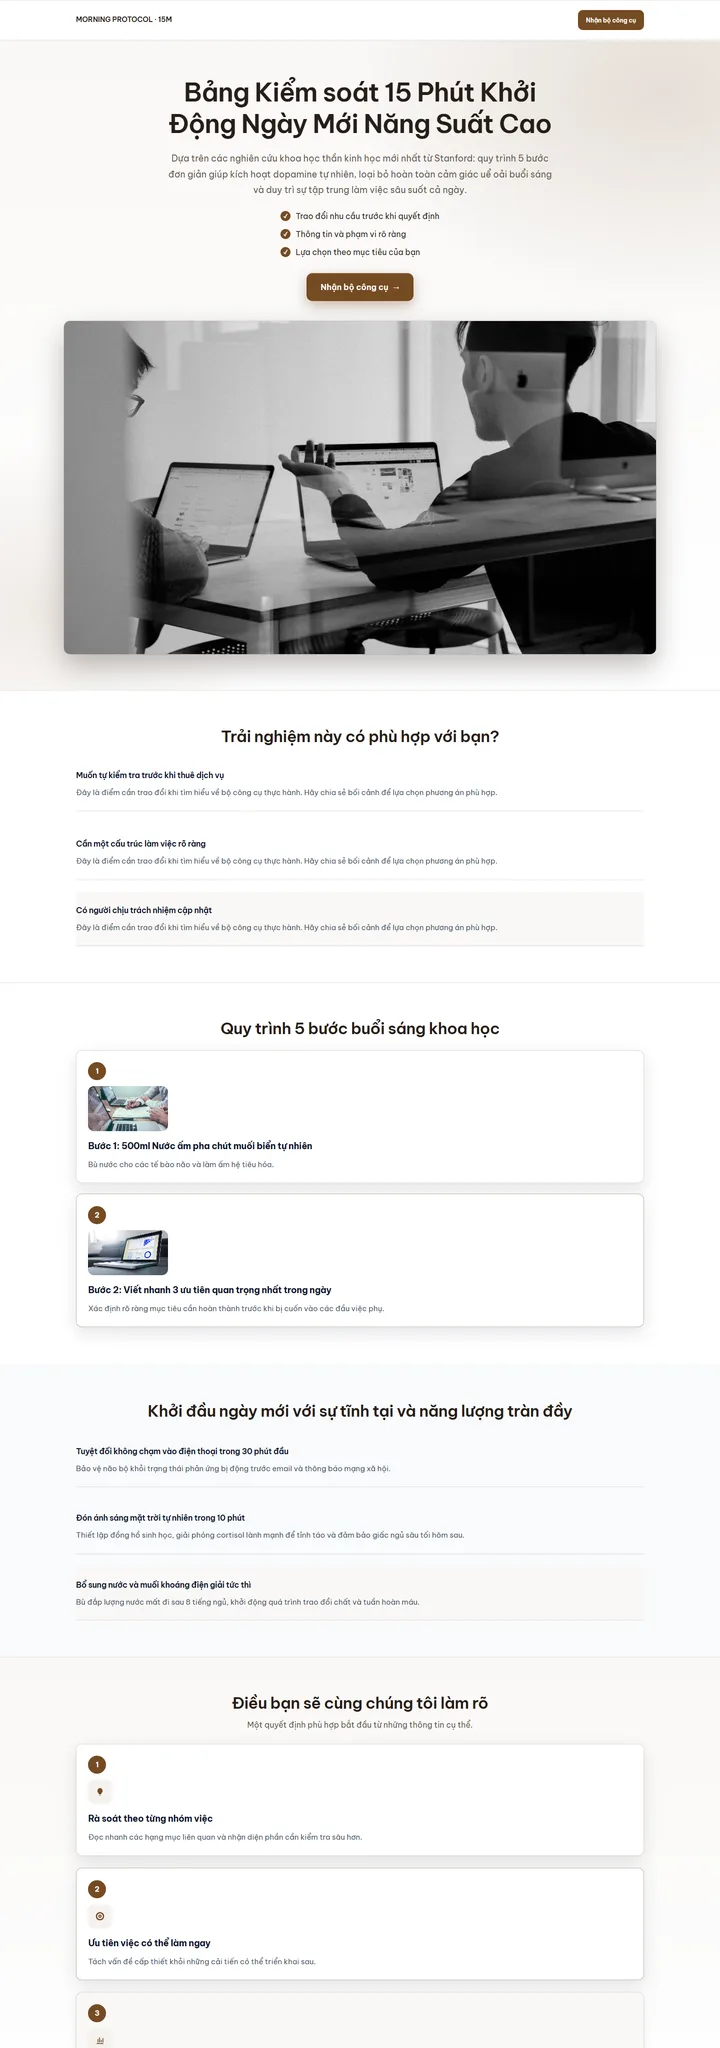 MORNING PROTOCOL · 15M
Nhận bộ công cụ
Bảng Kiểm soát 15 Phút Khởi
Động Ngày Mới Năng Suất Cao
Dựa trên các nghiên cứu khoa học thần kinh học mới nhất từ Stanford: quy trình 5 bước
đơn giản giúp kích hoạt dopamine tự nhiên, loại bỏ hoàn toàn cảm giác uể oải buổi sáng
và duy trì sự tập trung làm việc sâu suốt cả ngày.
Trao đổi nhu cầu trước khi quyết định
Thông tin và phạm vi rõ ràng
Lựa chọn theo mục tiêu của bạn
Nhận bộ công cụ →
Trải nghiệm này có phù hợp với bạn?
Muốn tự kiểm tra trước khi thuê dịch vụ
Đây là điểm cần trao đổi khi tìm hiểu về bộ công cụ thực hành. Hãy chia sẻ bối cảnh để lựa chọn phương án phù hợp.
Cần một cấu trúc làm việc rõ ràng
Đây là điểm cần trao đổi khi tìm hiểu về bộ công cụ thực hành. Hãy chia sẻ bối cảnh để lựa chọn phương án phù hợp.
Có người chịu trách nhiệm cập nhật
Đây là điểm cần trao đổi khi tìm hiểu về bộ công cụ thực hành. Hãy chia sẻ bối cảnh để lựa chọn phương án phù hợp.
Quy trình 5 bước buổi sáng khoa học
1
Bước 1: 500ml Nước ấm pha chút muối biển tự nhiên
Bù nước cho các tế bào não và làm ấm hệ tiêu hóa.
2
Bước 2: Viết nhanh 3 ưu tiên quan trọng nhất trong ngày
Xác định rõ ràng mục tiêu cần hoàn thành trước khi bị cuốn vào các đầu việc phụ.
Khởi đầu ngày mới với sự tĩnh tại và năng lượng tràn đầy
Tuyệt đối không chạm vào điện thoại trong 30 phút đầu
Bảo vệ não bộ khỏi trạng thái phản ứng bị động trước email và thông báo mạng xã hội.
Đón ánh sáng mặt trời tự nhiên trong 10 phút
Thiết lập đồng hồ sinh học, giải phóng cortisol lành mạnh để tỉnh táo và đảm bảo giấc ngủ sâu tối hôm sau.
Bổ sung nước và muối khoáng điện giải tức thì
Bù đắp lượng nước mất đi sau 8 tiếng ngủ, khởi động quá trình trao đổi chất và tuần hoàn máu.
Điều bạn sẽ cùng chúng tôi làm rõ
Một quyết định phù hợp bắt đầu từ những thông tin cụ thể.
1
Rà soát theo từng nhóm việc
Đọc nhanh các hạng mục liên quan và nhận diện phần cần kiểm tra sâu hơn.
2
Ưu tiên việc có thể làm ngay
Tách vấn đề cấp thiết khỏi những cải tiến có thể triển khai sau.
3